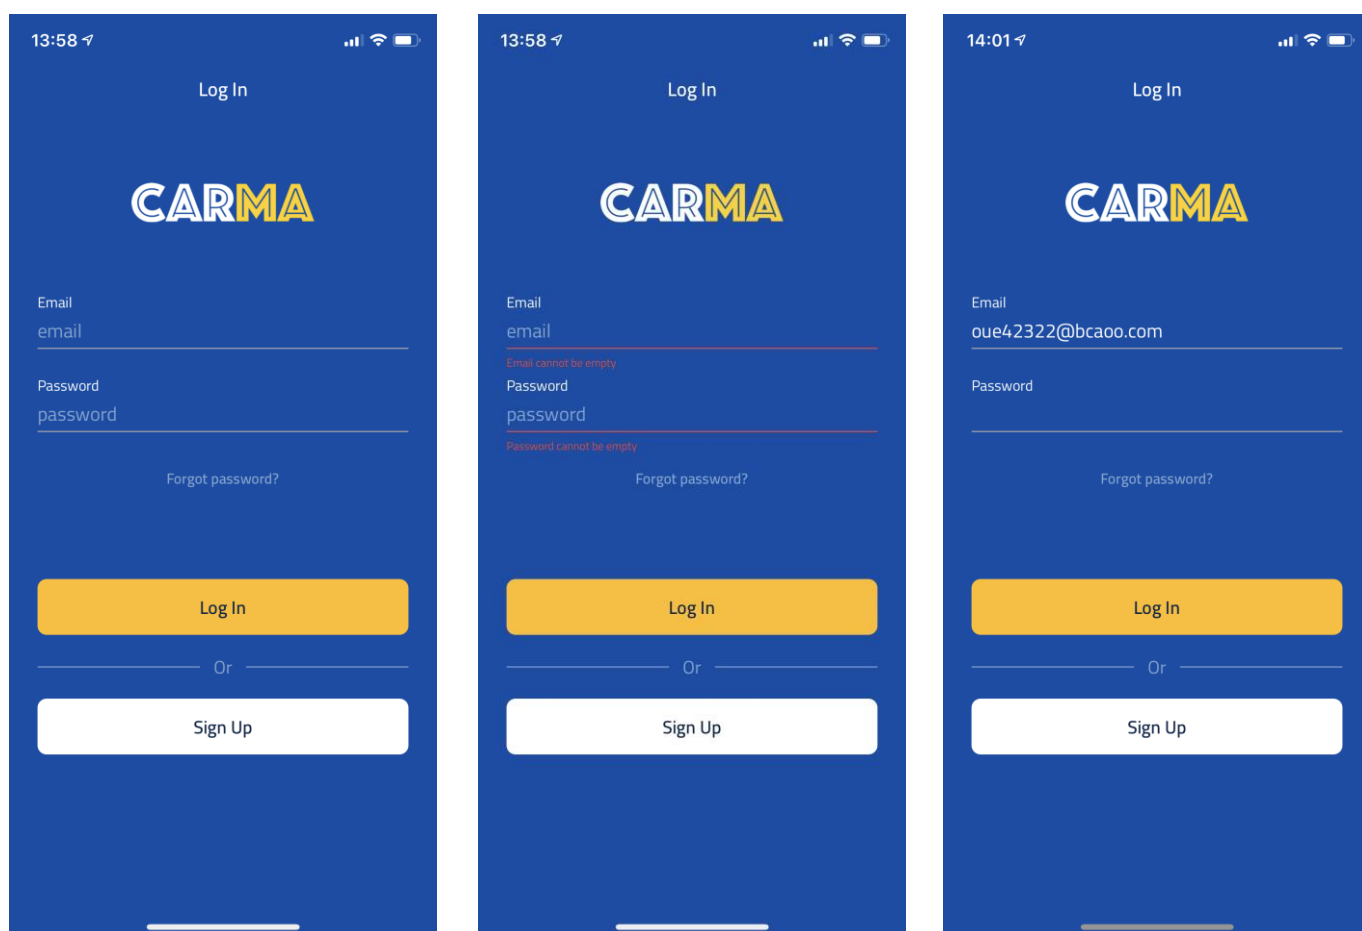 13:58
Log In
CARMA
Email
email
Password
password
Forgot password?
Log In
Or
Sign Up
13:58
Log In
CARMA
Email
email
Email cannot be empty
Password
password
Password cannot be empty
Forgot password?
Log In
Or
Sign Up
14:01
Log In
CARMA
Email
oue42322@bcaoo.com
Password
Forgot password?
Log In
Or
Sign Up